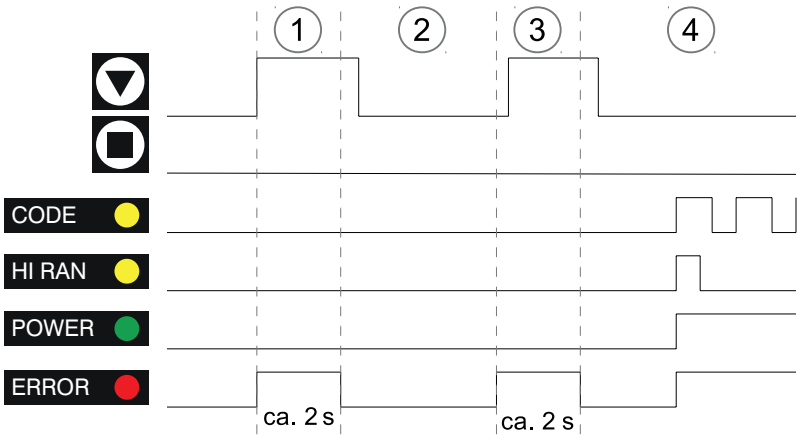 1 2 3 4
CODE
HI RAN
POWER
ERROR
ca. 2 s ca. 2 s